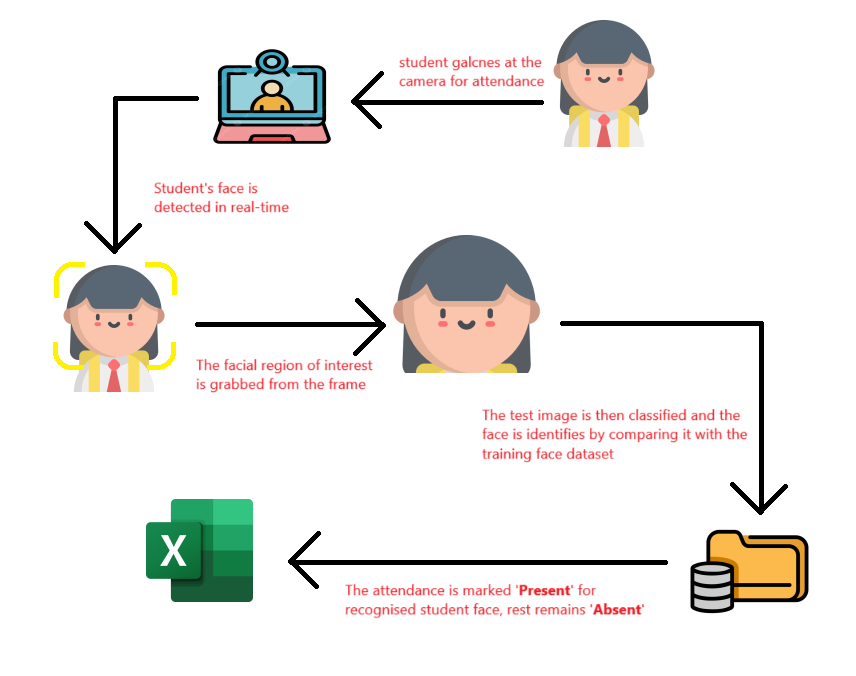 student galcnes at the
camera for attendance
Student's face is
detected in real-time
The facial region of interest
is grabbed from the frame
The test image is then classified and the
face is identifies by comparing it with the
training face dataset
X
The attendance is marked 'Present' for
recognised student face, rest remains 'Absent'